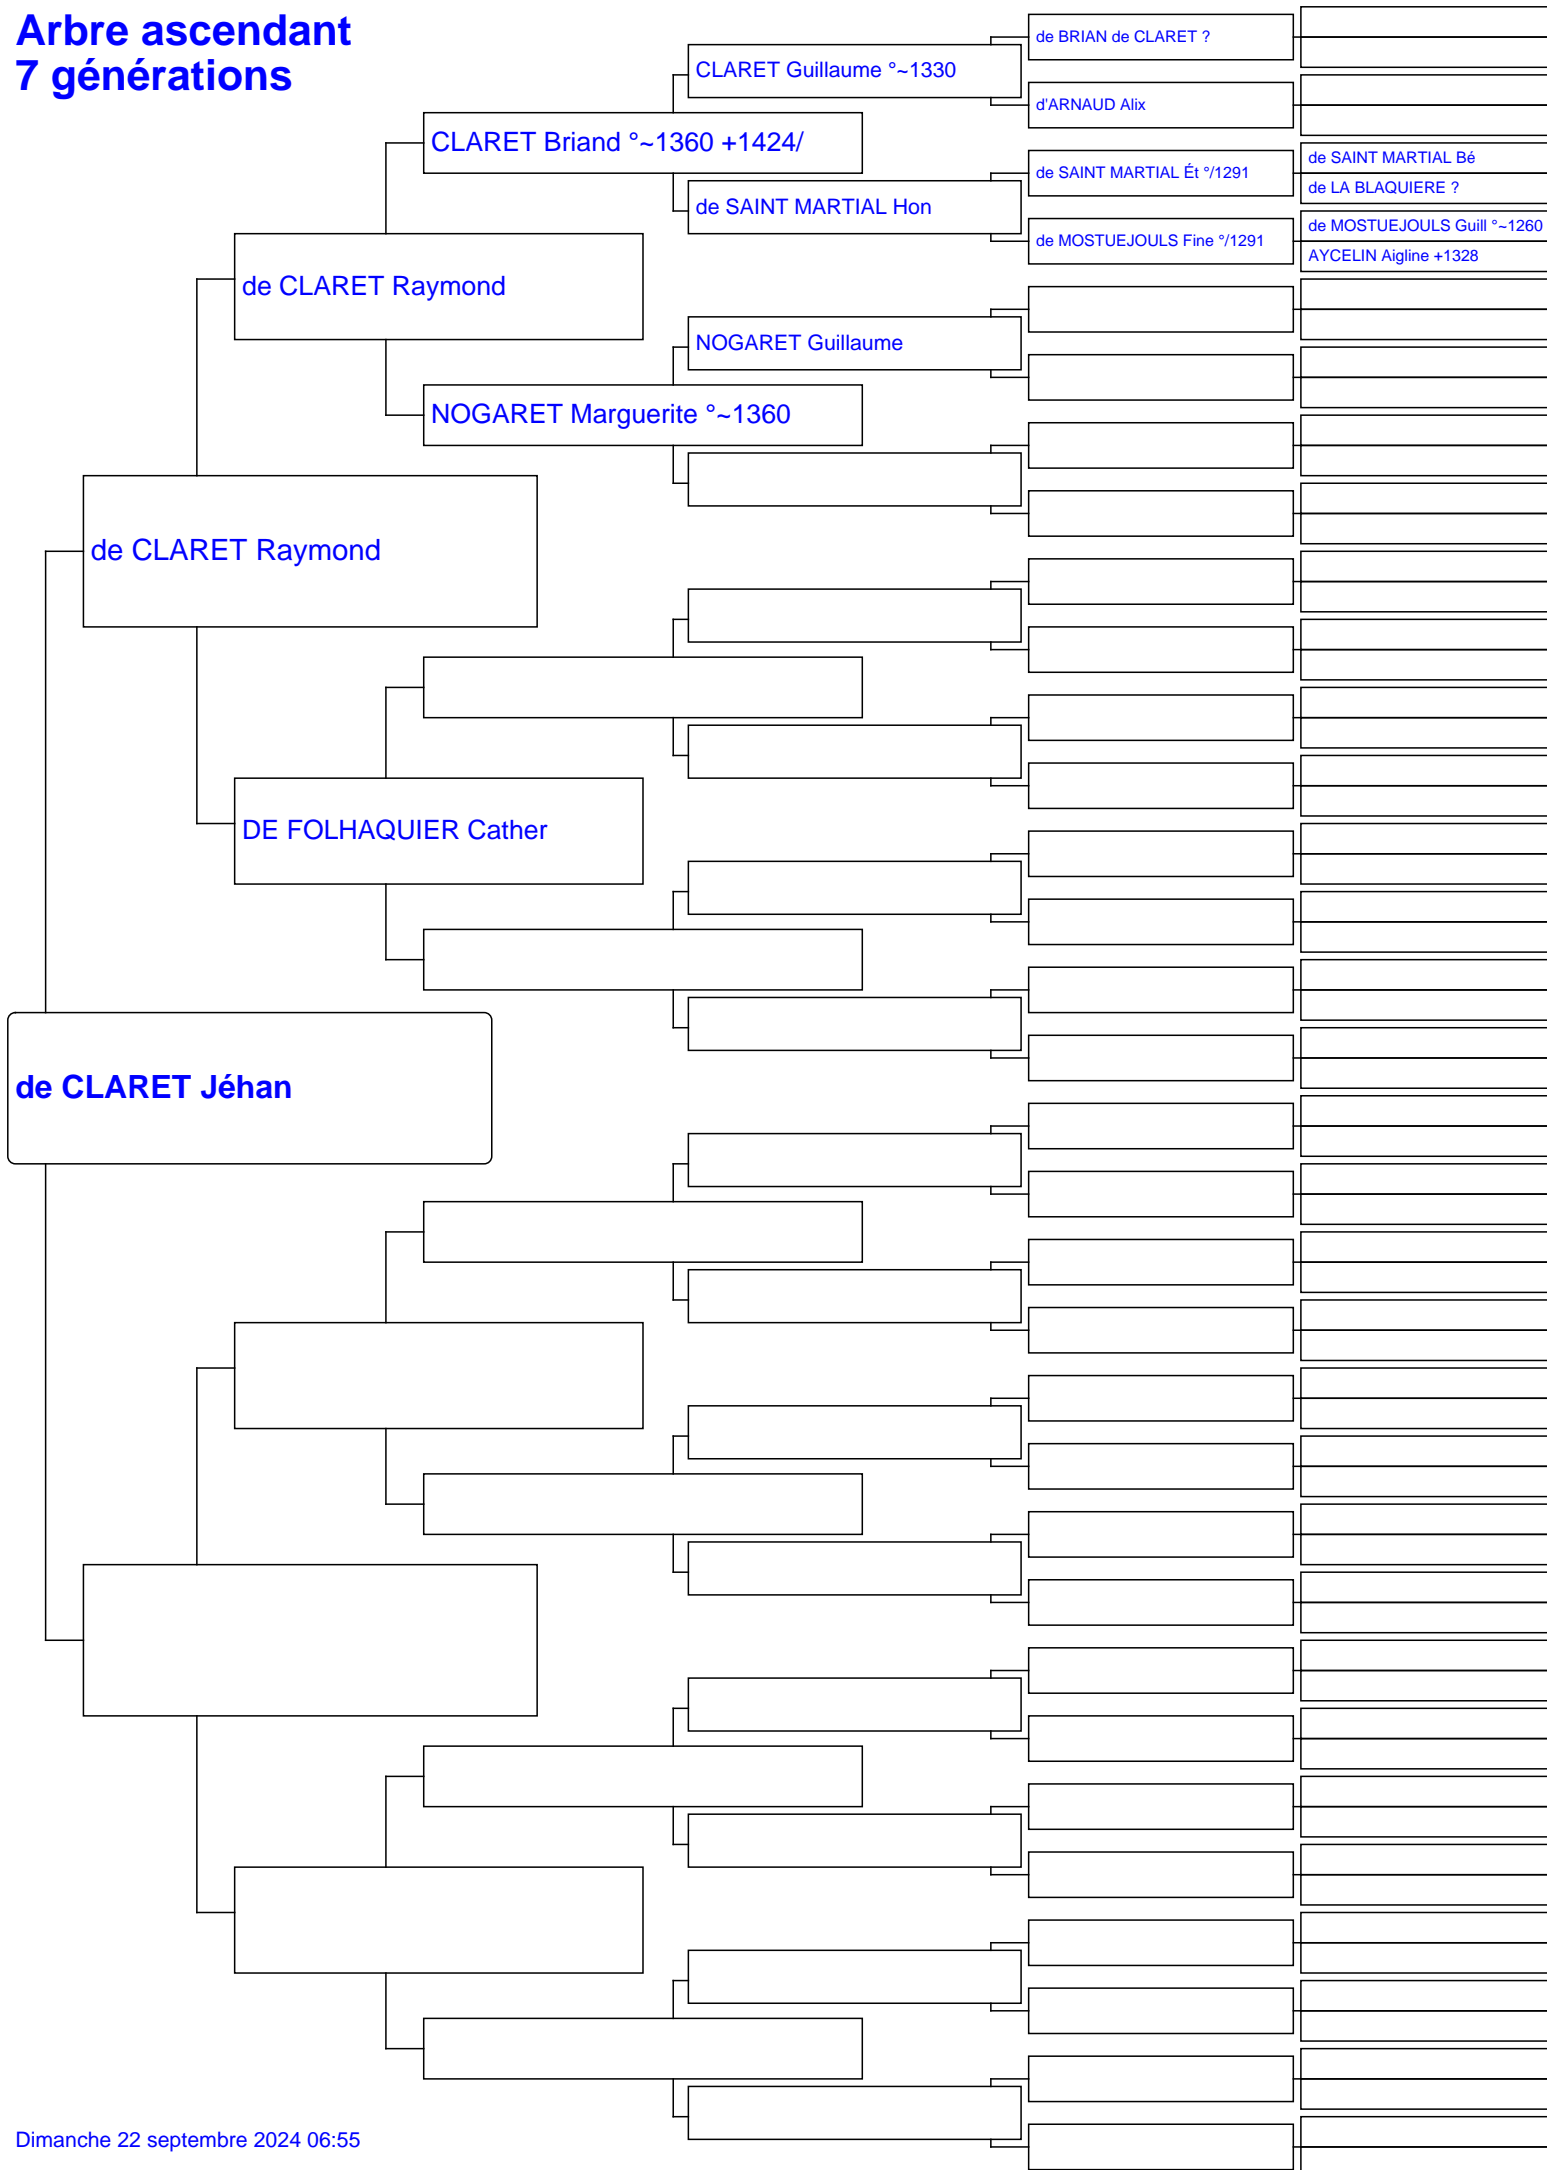 Arbre ascendant
7 générations
de BRIAN de CLARET ?
CLARET Guillaume °~1330
d'ARNAUD Alix
CLARET Briand °~1360 +1424/
de SAINT MARTIAL Bé
de SAINT MARTIAL Ét °/1291
de LA BLAQUIERE ?
de SAINT MARTIAL Hon
de MOSTUEJOULS Guill °~1260
de MOSTUEJOULS Fine °/1291
AYCELIN Aigline +1328
de CLARET Raymond
NOGARET Guillaume
NOGARET Marguerite °~1360
de CLARET Raymond
DE FOLHAQUIER Cather
de CLARET Jéhan
Dimanche 22 septembre 2024 06:55